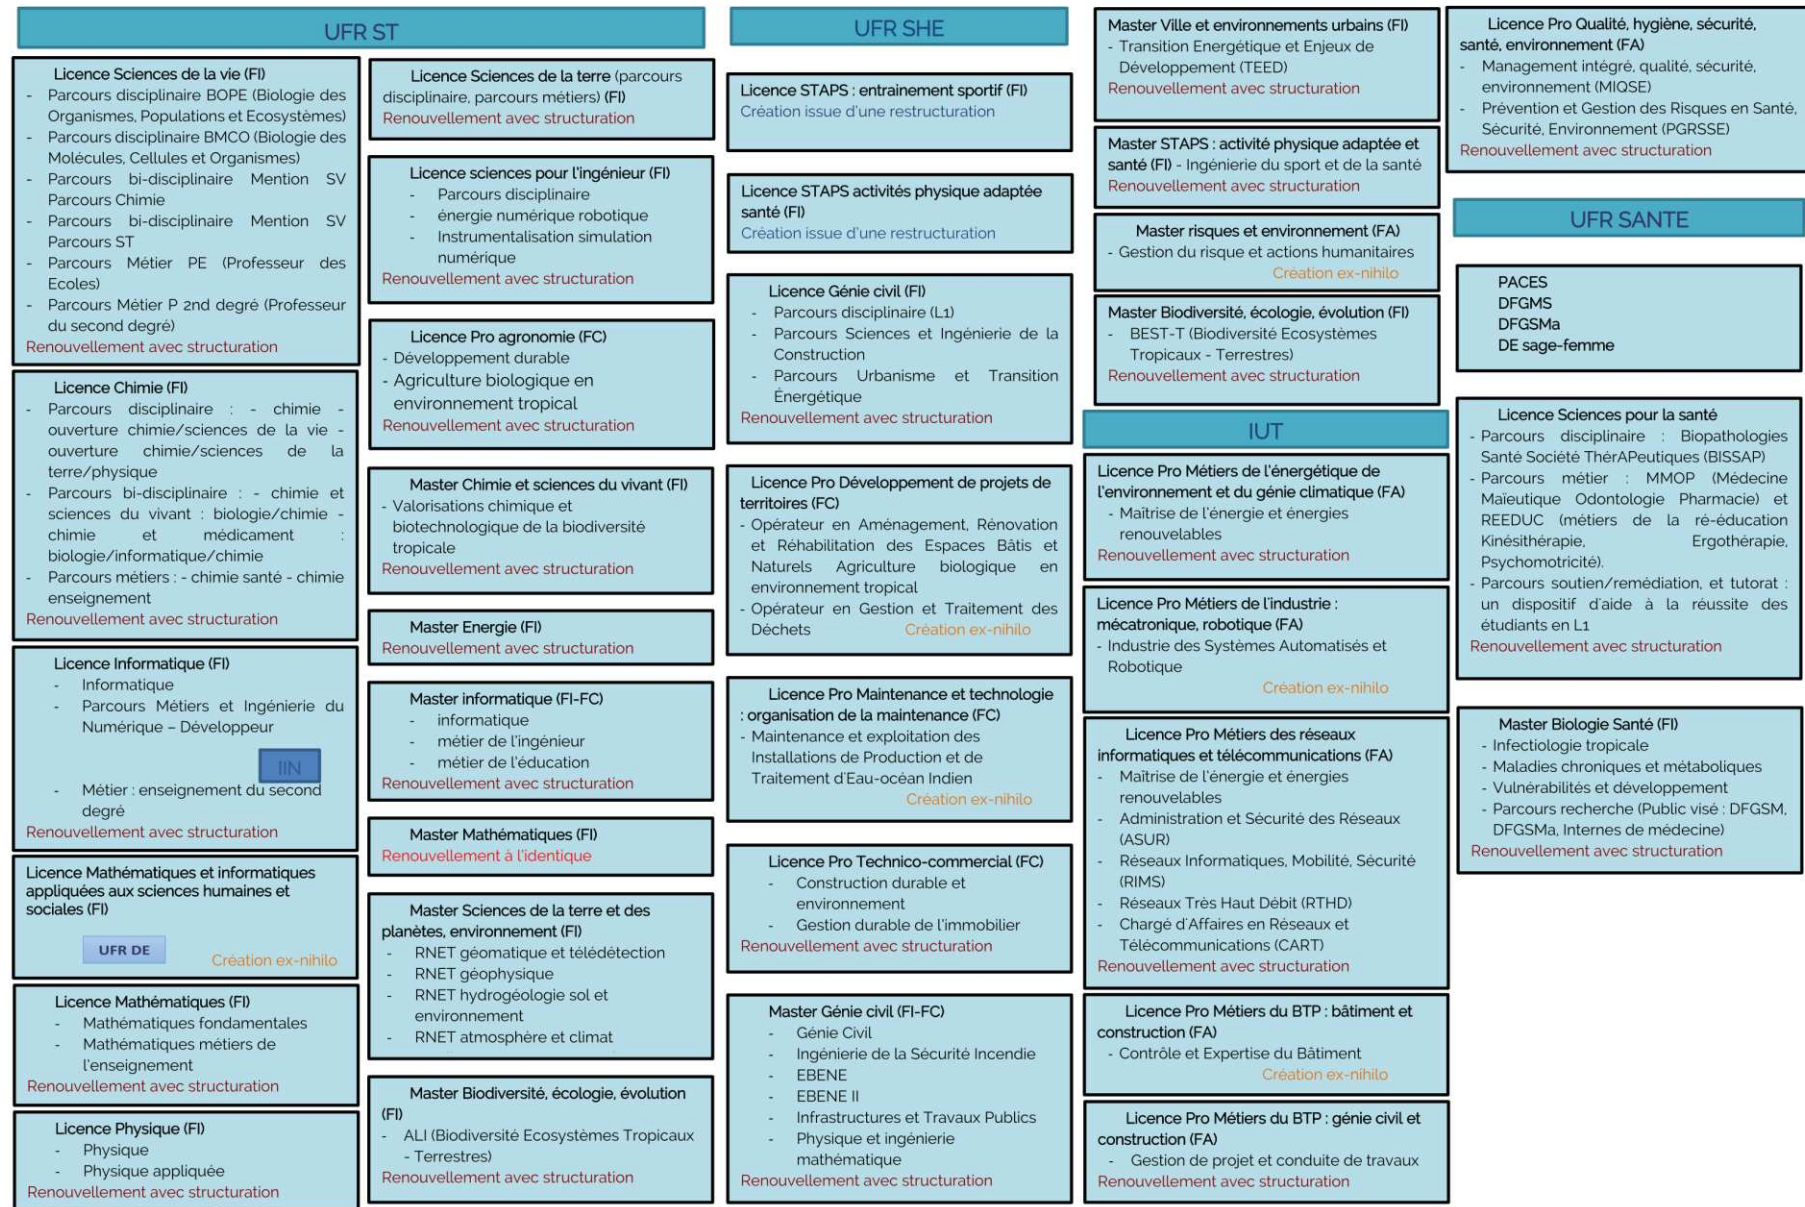 UFR ST
Licence Sciences de la vie (FI)
- Parcours disciplinaire BOPE (Biologie des
Organismes, Populations et Ecosystèmes)
- Parcours disciplinaire BMCO (Biologie des
Molécules, Cellules et Organismes)
- Parcours bi-disciplinaire Mention SV
Parcours Chimie
- Parcours bi-disciplinaire Mention SV
Parcours ST
- Parcours Métier PE (Professeur des
Ecoles)
- Parcours Métier P 2nd degré (Professeur
du second degré)
Renouvellement avec structuration
Licence Chimie (FI)
- Parcours disciplinaire : - chimie -
ouverture chimie/sciences de la vie -
ouverture chimie/sciences de la
terre/physique
- Parcours bi-disciplinaire : - chimie et
sciences du vivant : biologie/chimie -
chimie et médicament :
biologie/informatique/chimie
- Parcours métiers : - chimie santé - chimie
enseignement
Renouvellement avec structuration
Licence Informatique (FI)
- Informatique
- Parcours Métiers et Ingénierie du
Numérique – Développeur
IIN
- Métier : enseignement du second
degré
Renouvellement avec structuration
Licence Mathématiques et informatiques
appliquées aux sciences humaines et
sociales (FI)
UFR DE
Création ex-nihilo
Licence Mathématiques (FI)
- Mathématiques fondamentales
- Mathématiques métiers de
l'enseignement
Renouvellement avec structuration
Licence Physique (FI)
- Physique
- Physique appliquée
Renouvellement avec structuration
Licence Sciences de la terre (parcours
disciplinaire, parcours métiers) (FI)
Renouvellement avec structuration
Licence sciences pour l'ingénieur (FI)
- Parcours disciplinaire
- énergie numérique robotique
- Instrumentalisation simulation
numérique
Renouvellement avec structuration
Licence Pro agronomie (FC)
- Développement durable
- Agriculture biologique en
environnement tropical
Renouvellement avec structuration
Master Chimie et sciences du vivant (FI)
- Valorisations chimique et
biotechnologique de la biodiversité
tropicale
Renouvellement avec structuration
Master Energie (FI)
Renouvellement avec structuration
Master informatique (FI-FC)
- informatique
- métier de l'ingénieur
- métier de l'éducation
Renouvellement avec structuration
Master Mathématiques (FI)
Renouvellement à l'identique
Master Sciences de la terre et des
planètes, environnement (FI)
- RNET géomatique et télédétection
- RNET géophysique
- RNET hydrogéologie sol et
environnement
- RNET atmosphère et climat
Master Biodiversité, écologie, évolution
(FI)
- ALI (Biodiversité Ecosystèmes Tropicaux
- Terrestres)
Renouvellement avec structuration
UFR SHE
Licence STAPS : entrainement sportif (FI)
Création issue d'une restructuration
Licence STAPS activités physique adaptée
santé (FI)
Création issue d'une restructuration
Licence Génie civil (FI)
- Parcours disciplinaire (L1)
- Parcours Sciences et Ingénierie de la
Construction
- Parcours Urbanisme et Transition
Énergétique
Renouvellement avec structuration
Licence Pro Développement de projets de
territoires (FC)
- Opérateur en Aménagement, Rénovation
et Réhabilitation des Espaces Bâtis et
Naturels Agriculture biologique en
environnement tropical
- Opérateur en Gestion et Traitement des
Déchets Création ex-nihilo
Licence Pro Maintenance et technologie
: organisation de la maintenance (FC)
- Maintenance et exploitation des
Installations de Production et de
Traitement d'Eau-océan Indien
Création ex-nihilo
Licence Pro Technico-commercial (FC)
- Construction durable et
environnement
- Gestion durable de l'immobilier
Renouvellement avec structuration
Master Génie civil (FI-FC)
- Génie Civil
- Ingénierie de la Sécurité Incendie
- EBENE
- EBENE II
- Infrastructures et Travaux Publics
- Physique et ingénierie
mathématique
Renouvellement avec structuration
Master Ville et environnements urbains (FI)
- Transition Energétique et Enjeux de
Développement (TEED)
Renouvellement avec structuration
Master STAPS : activité physique adaptée et
santé (FI) - Ingénierie du sport et de la santé
Renouvellement avec structuration
Master risques et environnement (FA)
- Gestion du risque et actions humanitaires
Création ex-nihilo
Master Biodiversité, écologie, évolution (FI)
- BEST-T (Biodiversité Ecosystèmes
Tropicaux - Terrestres)
Renouvellement avec structuration
IUT
Licence Pro Métiers de l'énergétique de
l'environnement et du génie climatique (FA)
- Maîtrise de l'énergie et énergies
renouvelables
Renouvellement avec structuration
Licence Pro Métiers de l'industrie :
mécatronique, robotique (FA)
- Industrie des Systèmes Automatisés et
Robotique
Création ex-nihilo
Licence Pro Métiers des réseaux
informatiques et télécommunications (FA)
- Maîtrise de l'énergie et énergies
renouvelables
- Administration et Sécurité des Réseaux
(ASUR)
- Réseaux Informatiques, Mobilité, Sécurité
(RIMS)
- Réseaux Très Haut Débit (RTHD)
- Chargé d'Affaires en Réseaux et
Télécommunications (CART)
Renouvellement avec structuration
Licence Pro Métiers du BTP : bâtiment et
construction (FA)
- Contrôle et Expertise du Bâtiment
Création ex-nihilo
Licence Pro Métiers du BTP : génie civil et
construction (FA)
- Gestion de projet et conduite de travaux
Renouvellement avec structuration
Licence Pro Qualité, hygiène, sécurité,
santé, environnement (FA)
- Management intégré, qualité, sécurité,
environnement (MIQSE)
- Prévention et Gestion des Risques en Santé,
Sécurité, Environnement (PGRSSE)
Renouvellement avec structuration
UFR SANTE
PACES
DFGMS
DFGSMa
DE sage-femme
Licence Sciences pour la santé
- Parcours disciplinaire : Biopathologies
Santé Société ThérAPeutiques (BISSAP)
- Parcours métier : MMOP (Médecine
Maïeutique Odontologie Pharmacie) et
REEDUC (métiers de la ré-éducation
Kinésithérapie, Ergothérapie,
Psychomotricité).
- Parcours soutien/remédiation, et tutorat :
un dispositif d'aide à la réussite des
étudiants en L1
Renouvellement avec structuration
Master Biologie Santé (FI)
- Infectiologie tropicale
- Maladies chroniques et métaboliques
- Vulnérabilités et développement
- Parcours recherche (Public visé : DFGSM,
DFGSMa, Internes de médecine)
Renouvellement avec structuration